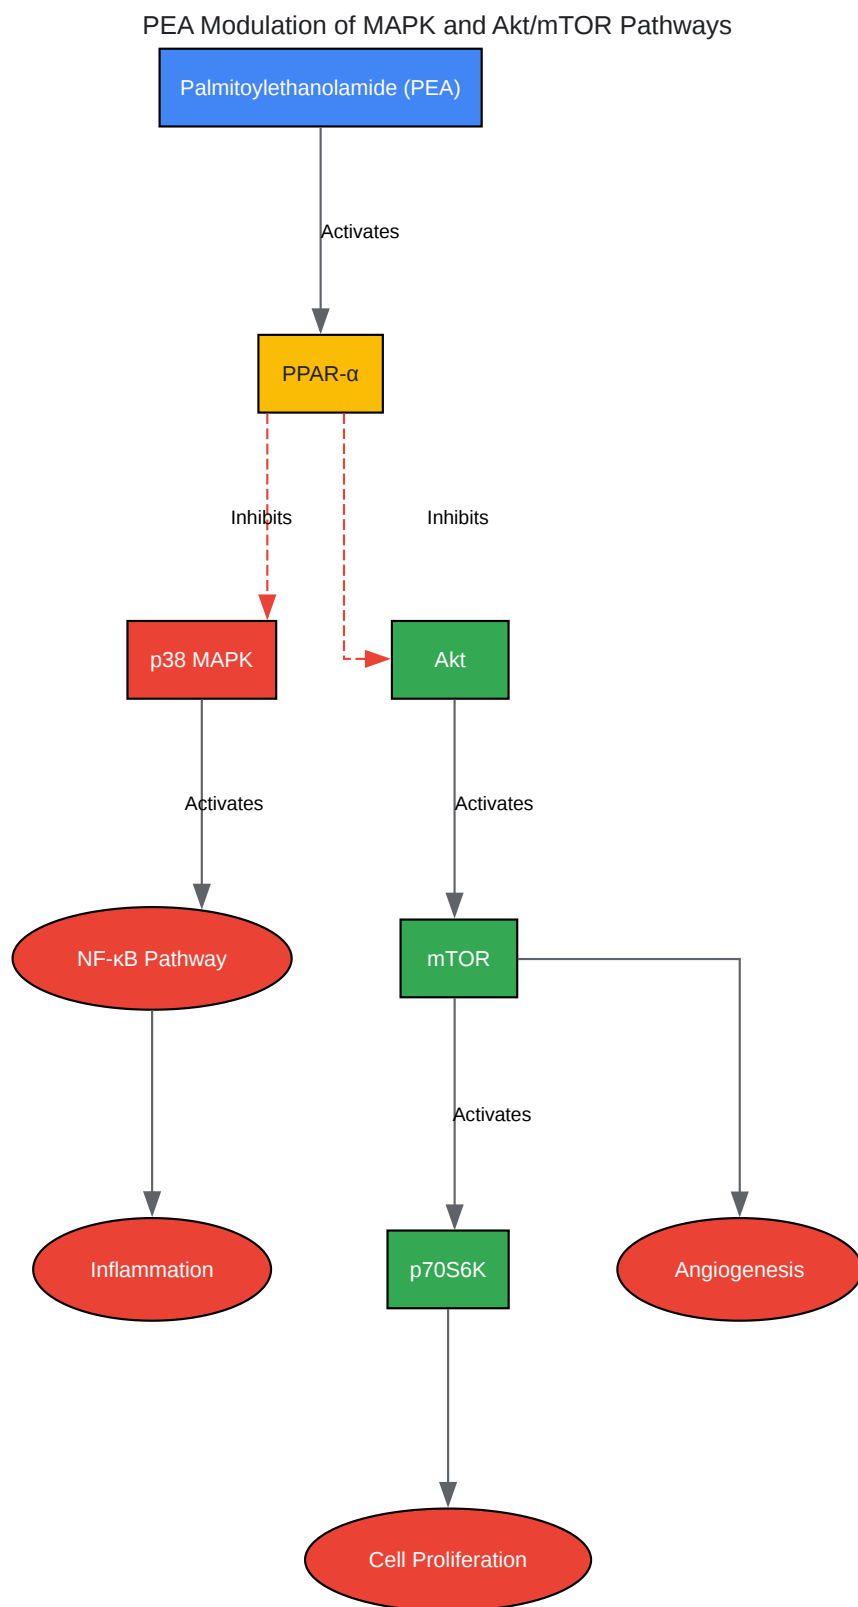 PEA Modulation of MAPK and Akt/mTOR Pathways
Palmitoylethanolamide (PEA)
Activates
PPAR-α
Inhibits
Inhibits
p38 MAPK
Akt
Activates
Activates
NF-κB Pathway
mTOR
Activates
Inflammation
p70S6K
Angiogenesis
Cell Proliferation